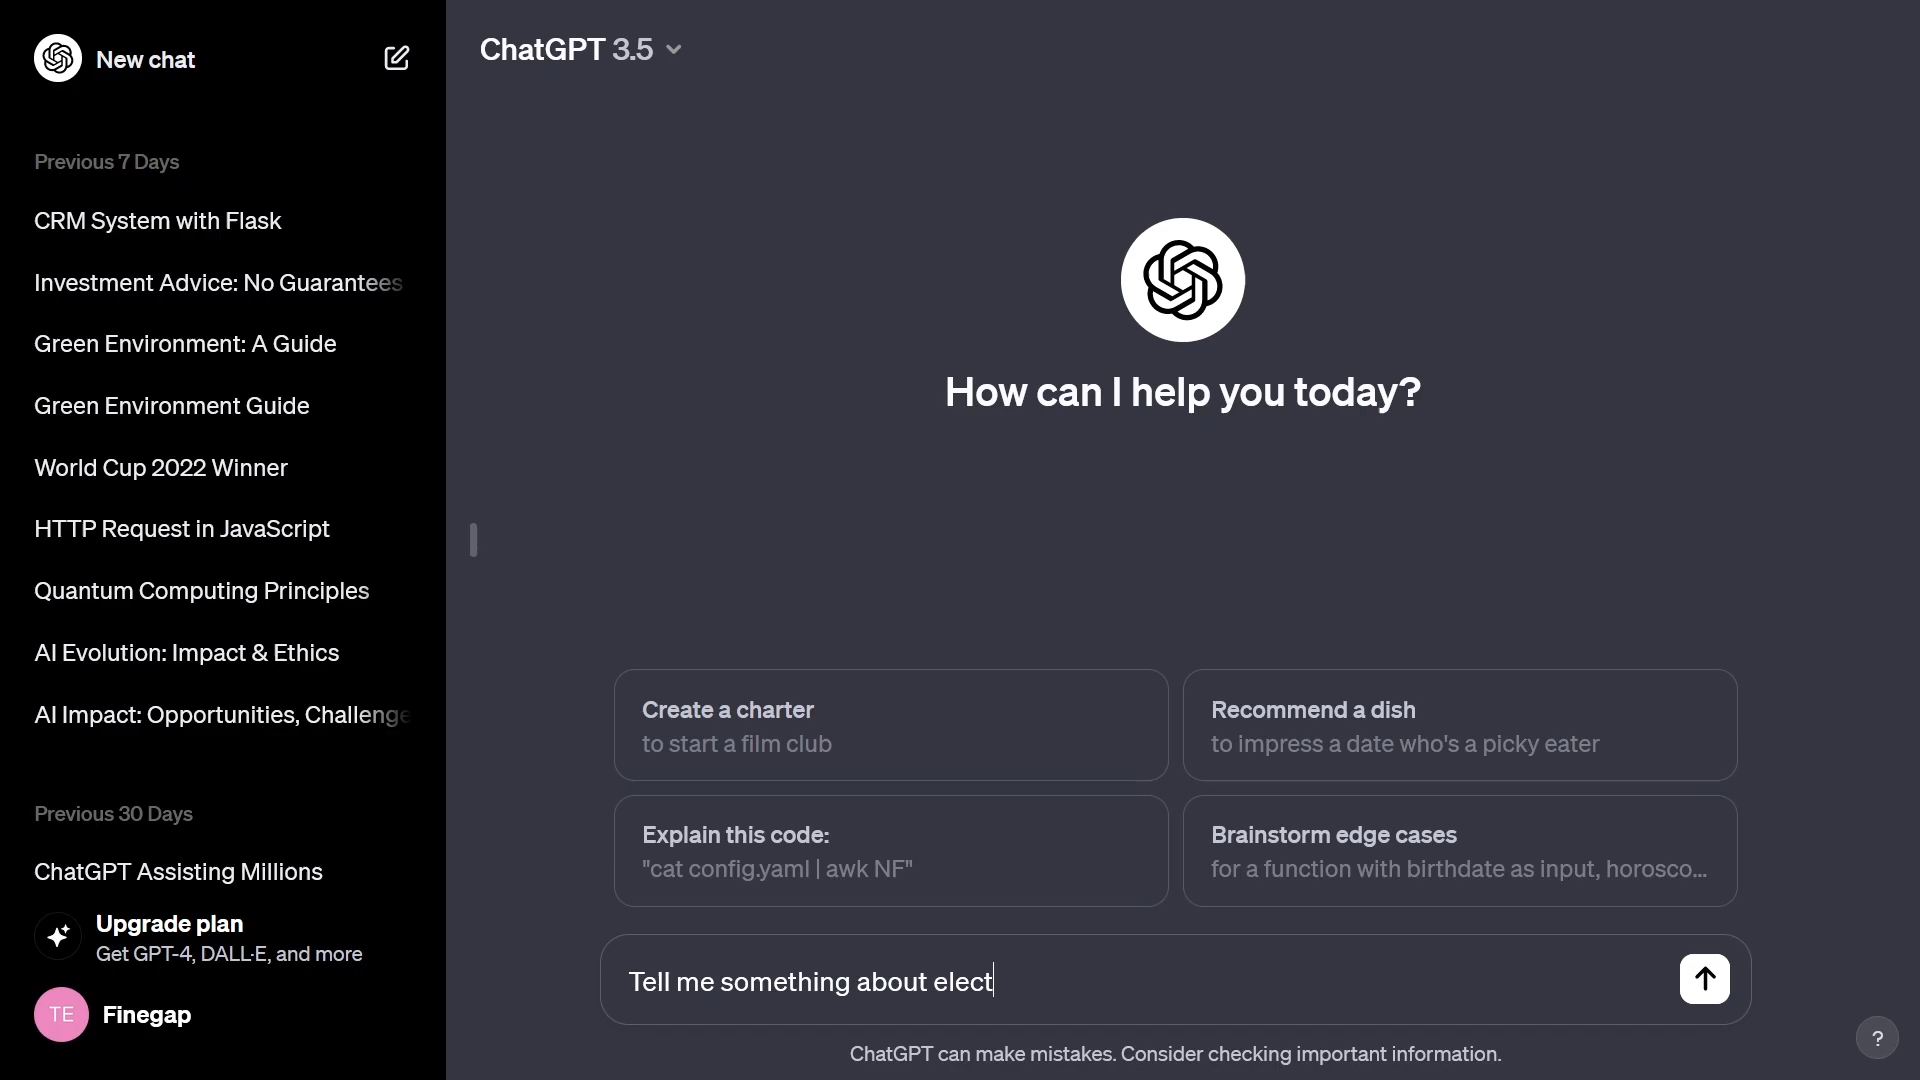 New chat
Previous 7 Days
CRM System with Flask
Investment Advice: No Guarantees
Green Environment: A Guide
Green Environment Guide
World Cup 2022 Winner
HTTP Request in JavaScript
Quantum Computing Principles
AI Evolution: Impact & Ethics
AI Impact: Opportunities, Challenge
Previous 30 Days
ChatGPT Assisting Millions
Upgrade plan
Get GPT-4, DALL·E, and more
TE Finegap
ChatGPT 3.5
How can I help you today?
Create a charter
to start a film club
Recommend a dish
to impress a date who's a picky eater
Explain this code:
"cat config.yaml | awk NF"
Brainstorm edge cases
for a function with birthdate as input, horosco...
Tell me something about elect
ChatGPT can make mistakes. Consider checking important information.
?